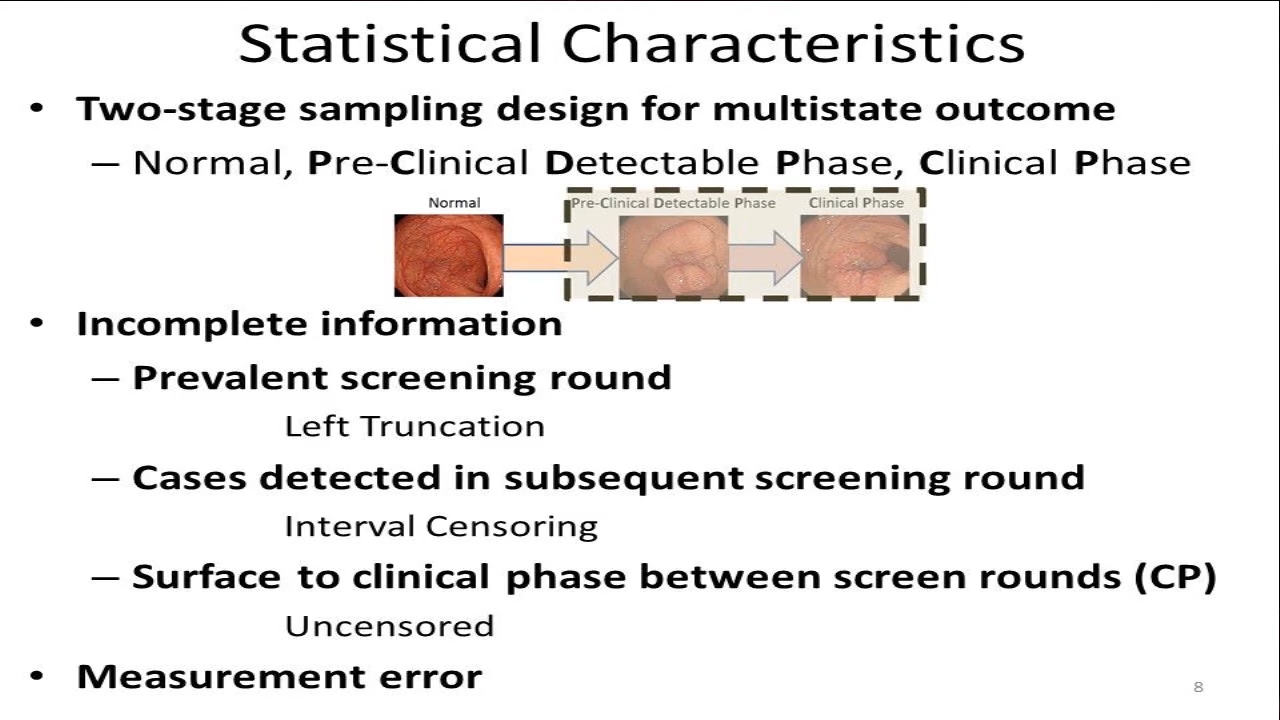 Statistical Characteristics
• Two-stage sampling design for multistate outcome
– Normal, Pre-Clinical Detectable Phase, Clinical Phase
Normal Pre-Clinical Detectable Phase Clinical Phase
• Incomplete information
– Prevalent screening round
Left Truncation
– Cases detected in subsequent screening round
Interval Censoring
– Surface to clinical phase between screen rounds (CP)
Uncensored
• Measurement error
8